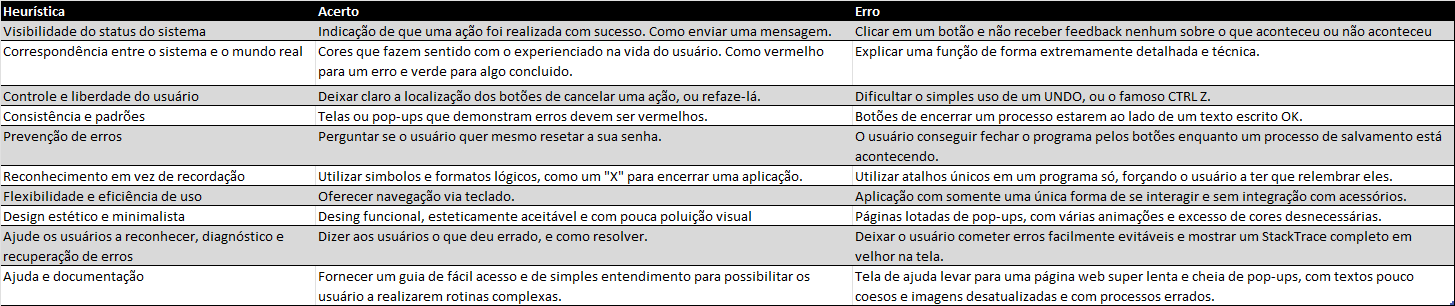 Heurística Acerto Erro
Visibilidade do status do sistema Indicação de que uma ação foi realizada com sucesso. Como enviar uma mensagem. Clicar em um botão e não receber feedback nenhum sobre o que aconteceu ou não aconteceu
Correspondência entre o sistema e o mundo real Cores que fazem sentido com o experienciado na vida do usuário. Como vermelho Explicar uma função de forma extremamente detalhada e técnica.
para um erro e verde para algo concluido.
Controle e liberdade do usuário Deixar claro a localização dos botões de cancelar uma ação, ou refaze-lá. Dificultar o simples uso de um UNDO, ou o famoso CTRL Z.
Consistência e padrões Telas ou pop-ups que demonstram erros devem ser vermelhos. Botões de encerrar um processo estarem ao lado de um texto escrito OK.
Prevenção de erros Perguntar se o usuário quer mesmo resetar a sua senha. O usuário conseguir fechar o programa pelos botões enquanto um processo de salvamento está
acontecendo.
Reconhecimento em vez de recordação Utilizar simbolos e formatos lógicos, como um "X" para encerrar uma aplicação. Utilizar atalhos únicos em um programa só, forçando o usuário a ter que relembrar eles.
Flexibilidade e eficiência de uso Oferecer navegação via teclado. Aplicação com somente uma única forma de se interagir e sem integração com acessórios.
Design estético e minimalista Desing funcional, esteticamente aceitável e com pouca poluição visual Páginas lotadas de pop-ups, com várias animações e excesso de cores desnecessárias.
Ajude os usuários a reconhecer, diagnóstico e Dizer aos usuários o que deu errado, e como resolver. Deixar o usuário cometer erros facilmente evitáveis e mostrar um StackTrace completo em
recuperação de erros velhor na tela.
Ajuda e documentação Fornecer um guia de fácil acesso e de simples entendimento para possibilitar os Tela de ajuda levar para uma página web super lenta e cheia de pop-ups, com textos pouco
usuário a realizarem rotinas complexas. coesos e imagens desatualizadas e com processos errados.